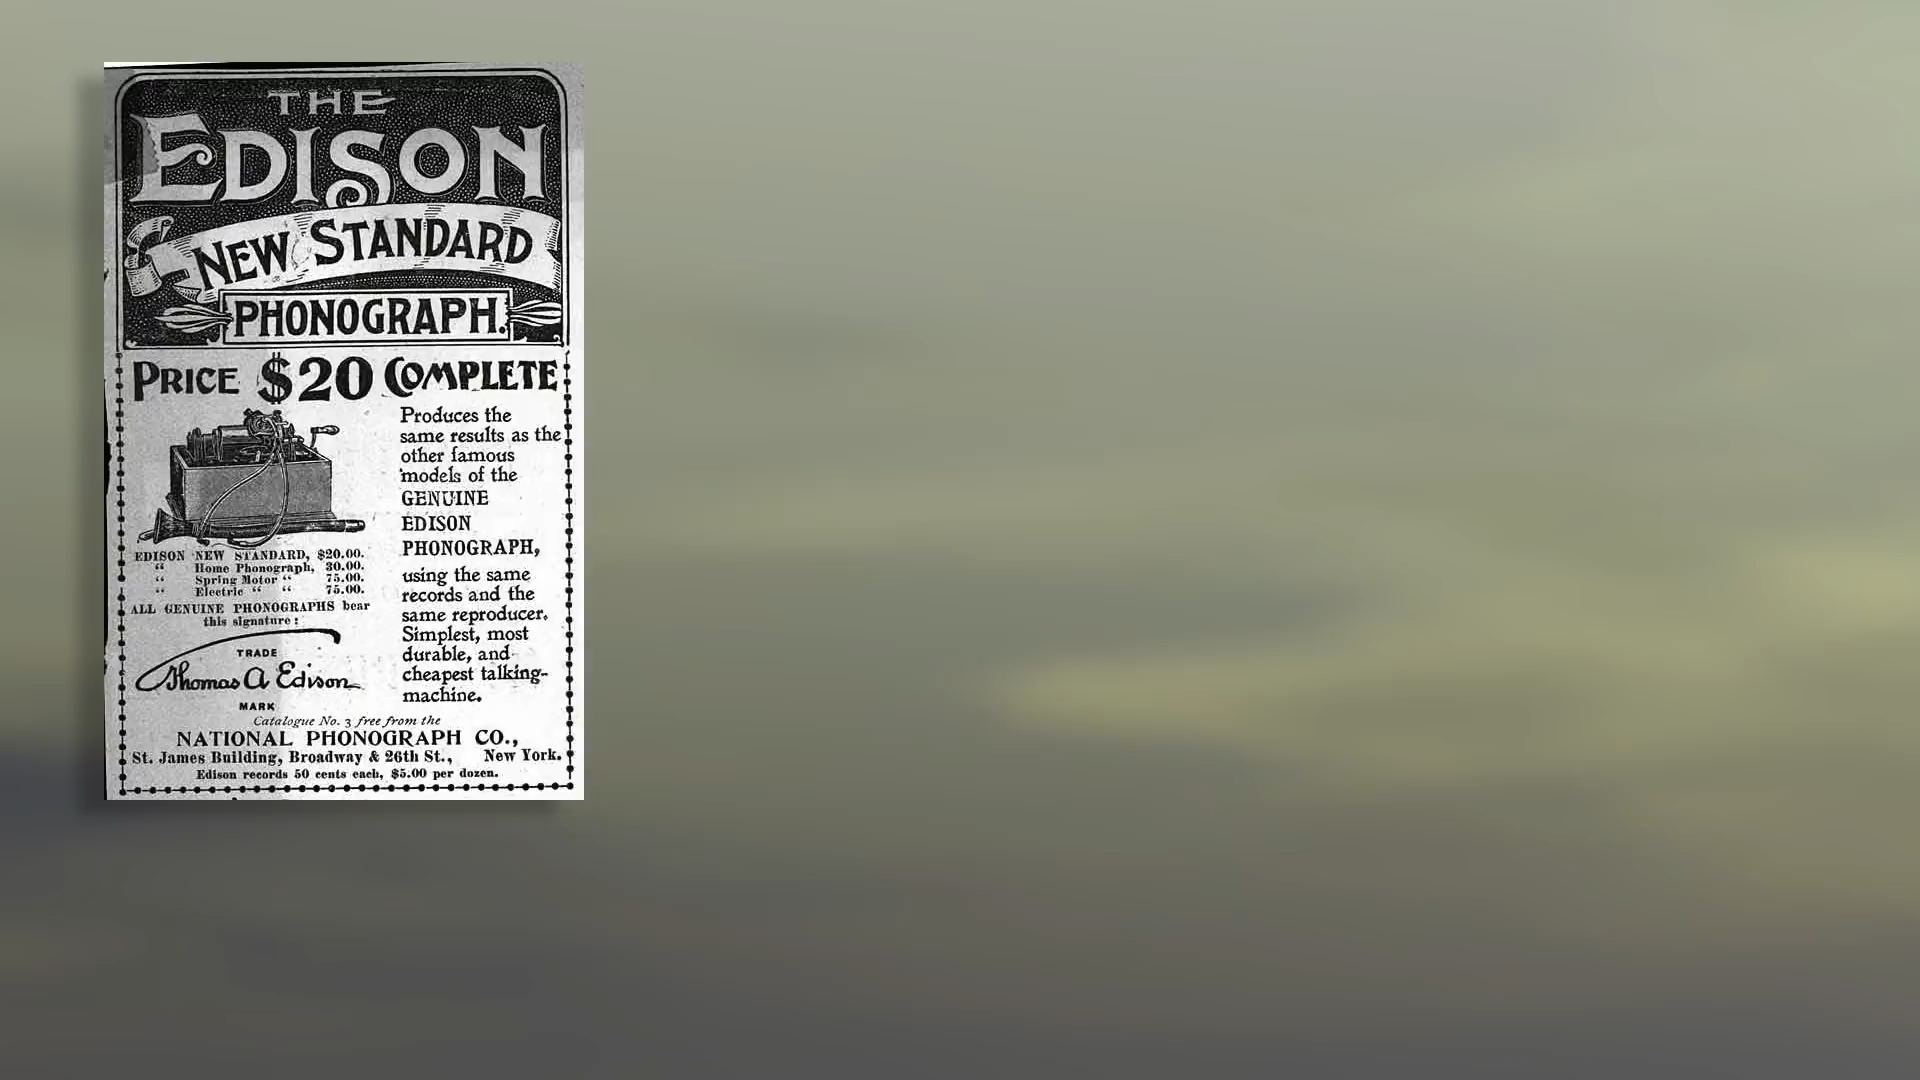 THE
EDISON
NEW STANDARD
PHONOGRAPH.
PRICE $20 COMPLETE
Produces the
same results as the
other famous
models of the
GENUINE
EDISON
PHONOGRAPH,
using the same
records and the
same reproducer.
Simplest, most
durable, and
cheapest talking-
machine.
EDISON NEW STANDARD, $20.00.
“ Home Phonograph, 30.00.
“ Spring Motor “ 75.00.
“ Electric “ “ 75.00.
ALL GENUINE PHONOGRAPHS bear
this signature:
TRADE
Thomas A Edison
MARK
Catalogue No. 3 free from the
NATIONAL PHONOGRAPH CO.,
St. James Building, Broadway & 26th St., New York.
Edison records 50 cents each, $5.00 per dozen.